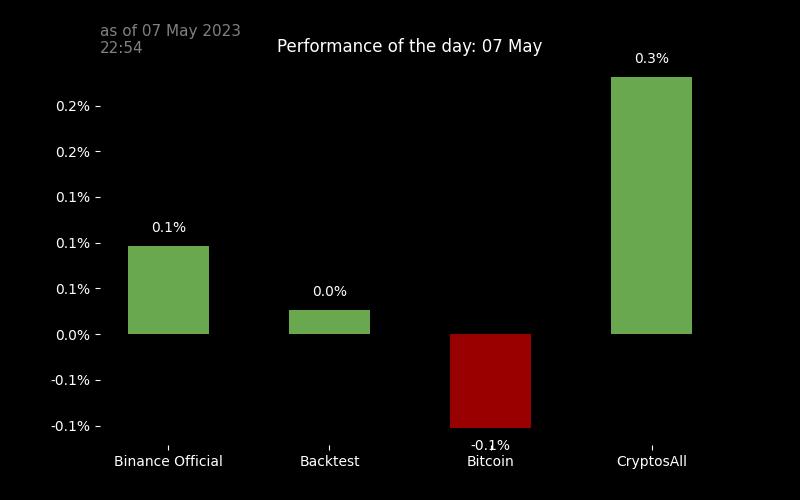 as of 07 May 2023
22:54
Performance of the day: 07 May
0.3%
0.2%
0.2%
0.1%
0.1%
0.1%
0.1%
0.0%
0.0%
-0.1%
-0.1%
-0.1%
Binance Official
Backtest
Bitcoin
CryptosAll